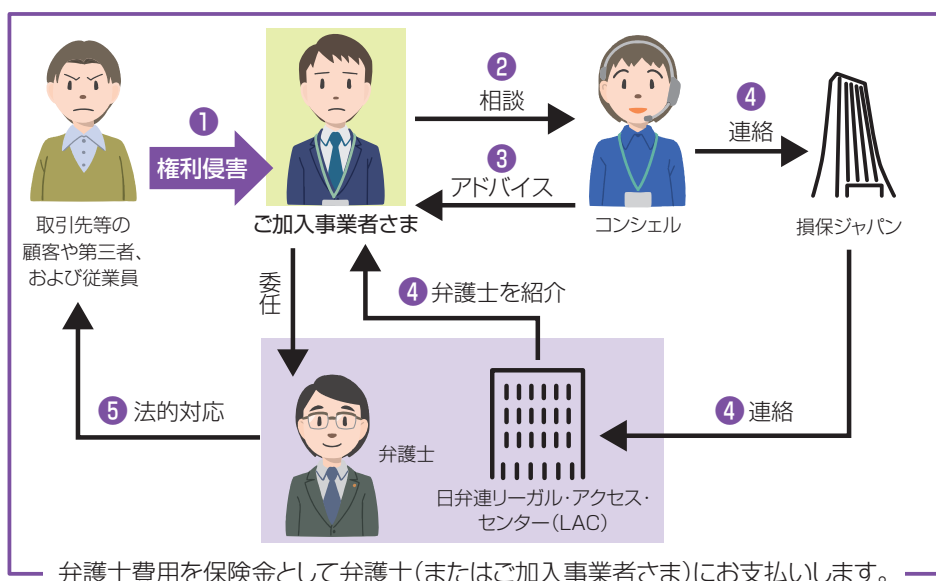 ❶
権利侵害
❷
相談
❸
アドバイス
❹
連絡
取引先等の
顧客や第三者、
および従業員
ご加入事業者さま
コンシェル
損保ジャパン
委任
❹弁護士を紹介
❺法的対応
弁護士
❹連絡
日弁連リーガル・アクセス・
センター(LAC)
弁護士費用を保険金として弁護士(またはご加入事業者さま)にお支払いします。